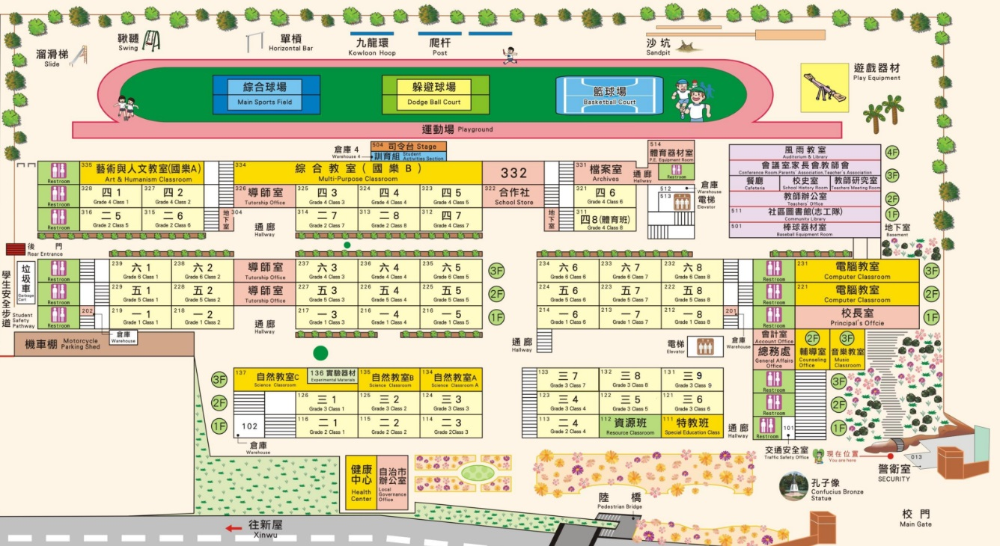 鞦韆
Swing
單槓
Horizontal Bar
九龍環
Kowloon Hoop
爬杆
Post
沙坑
Sandpit
溜滑梯
Slide
遊戲器材
Play Equipment
綜合球場
Main Sports Field
躲避球場
Dodge Ball Court
籃球場
Basketball Court
運動場 Playground
倉庫 4
Warehouse 4
504 司令台 Stage
訓育組 Student Activities Section
514
體育器材室
P.E. Equipment Room
Restroom
335 藝術與人文教室(國樂A)
Art & Humanism Classroom
334 綜合教室(國樂B)
Multi-Purpose Classroom
332
331 檔案室
Archives
通廊
Hallway
Restroom
328 四 1
Grade 4 Class 1
327 四 2
Grade 4 Class 2
326 導師室
Tutorship Office
325 四 3
Grade 4 Class 3
324 四 4
Grade 4 Class 4
323 四 5
Grade 4 Class 5
322 合作社
School Store
321 四 6
Grade 4 Class 6
512
513
倉庫
Warehouse
電梯
Elevator
Restroom
316 二 5
Grade 2 Class 5
315 二 6
Grade 2 Class 6
地下室
304
通廊
Hallway
314 二 7
Grade 2 Class 7
313 二 8
Grade 2 Class 8
312 四 7
Grade 4 Class 7
地下室
311
四 8 (體育班)
Grade 4 Class 8
Restroom
風雨教室
Auditorium & Library
4F
會議室.家長會.教師會
Conference Room,Parents' Association,Teacher's Association
餐廳
Cafeteria
校史室
School History Room
教師研究室
Teachers Meeting Room
3F
教師辦公室
Teachers' Office
2F
511 社區圖書館(志工隊)
Community Library
1F
501 棒球器材室
Baseball Equipment Room
地下室
Basement
後門
Rear Entrance
垃圾車
Garbage Cart
學生安全步道
Student Safety Pathway
Restroom
239 六 1
Grade 6 Class 1
238 六 2
Grade 6 Class 2
導師室
Tutorship Office
237 六 3
Grade 6 Class 3
236 六 4
Grade 6 Class 4
235 六 5
Grade 6 Class 5
3F
234 六 6
Grade 6 Class 6
233 六 7
Grade 6 Class 7
232 六 8
Grade 6 Class 8
Restroom
231 電腦教室
Computer Classroom
3F
Restroom
229 五 1
Grade 5 Class 1
228 五 2
Grade 5 Class 2
導師室
Tutorship Office
227 五 3
Grade 5 Class 3
226 五 4
Grade 5 Class 4
225 五 5
Grade 5 Class 5
2F
224 五 6
Grade 5 Class 6
223 五 7
Grade 5 Class 7
222 五 8
Grade 5 Class 8
Restroom
221 電腦教室
Computer Classroom
2F
Restroom
202
219 一 1
Grade 1 Class 1
218 一 2
Grade 1 Class 2
通廊
Hallway
217 一 3
Grade 1 Class 3
216 一 4
Grade 1 Class 4
216 一 5
Grade 1 Class 5
1F
214 一 6
Grade 1 Class 6
213 一 7
Grade 1 Class 7
212 一 8
Grade 1 Class 8
201
Restroom
校長室
Principal's Offcie
1F
倉庫
Warehouse
機車棚 Motorcycle Parking Shed
通廊
Hallway
電梯
Elevator
倉庫
Warehouse
會計室
Account Office
總務處
General Affairs Office
2F
輔導室
Counseling Office
3F
音樂教室
Music Classroom
3F
137 自然教室C
Science Classroom
136 實驗器材
Experimental Materials
135 自然教室B
Science Classroom
134 自然教室A
Science Classroom A
133 三 7
Grade 3 Class 7
132 三 8
Grade 3 Class 8
131 三 9
Grade 3 Class 9
Restroom
3F
2F
126 三 1
Grade 3 Class 1
125 三 2
Grade 3 Class 2
124 三 3
Grade 3 Class 3
123 三 4
Grade 3 Class 4
122 三 5
Grade 3 Class 5
121 三 6
Grade 3 Class 6
Restroom
2F
1F
102
116 二 1
Grade 2 Class 1
115 二 2
Grade 2 Class 2
114 二 3
Grade 2Class 3
113 二 4
Grade 2 Class 4
112 資源班
Resource Classroom
111 特教班
Special Education Class
通廊
Hallway
Restroom
101
1F
倉庫
Warehouse
健康中心
Health Center
自治市辦公室
Local Governance Office
交通安全室
Traffic Safety Office
現在位置
You are here
013
警衛室
SECURITY
孔子像
Confucius Bronze Statue
陸橋
Pedestrian Bridge
校門
Main Gate
往新屋
Xinwu